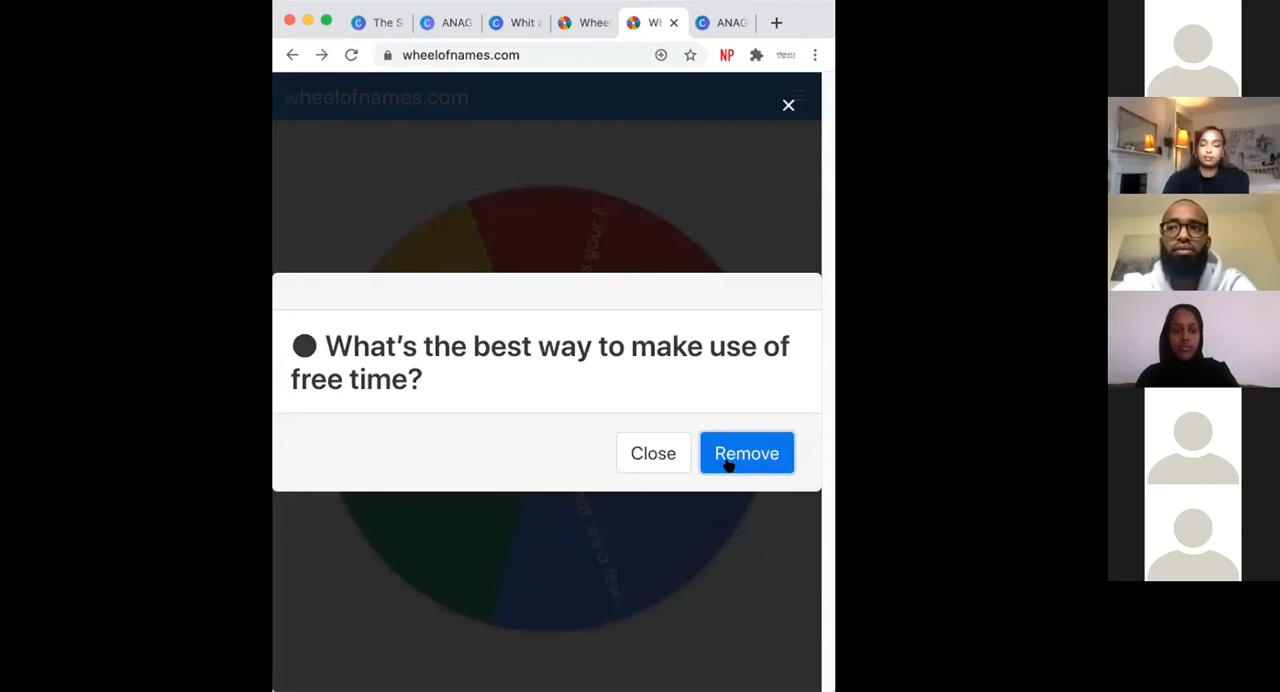 The S
ANAG
Whit
Whee
Wh
ANAG
wheelofnames.com
NP
wheelofnames.com
s your f..
What's the best way to make use of
free time?
Close
Remove